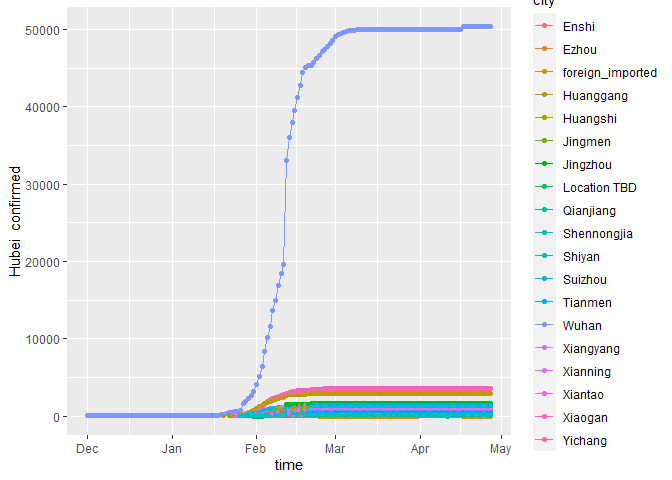 city
50000
40000
30000
20000
10000
0
Hubei confirmed
Dec
Jan
Feb
Mar
Apr
May
time
Enshi
Ezhou
foreign_imported
Huanggang
Huangshi
Jingmen
Jingzhou
Location TBD
Qianjiang
Shennongjia
Shiyan
Suizhou
Tianmen
Wuhan
Xiangyang
Xianning
Xiantao
Xiaogan
Yichang